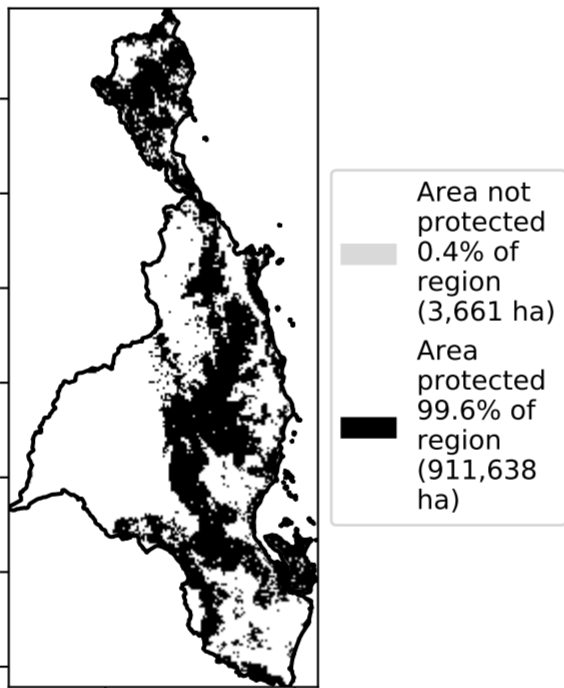 Area not
protected
0.4% of
region
(3,661 ha)
Area
protected
99.6% of
region
(911,638
ha)